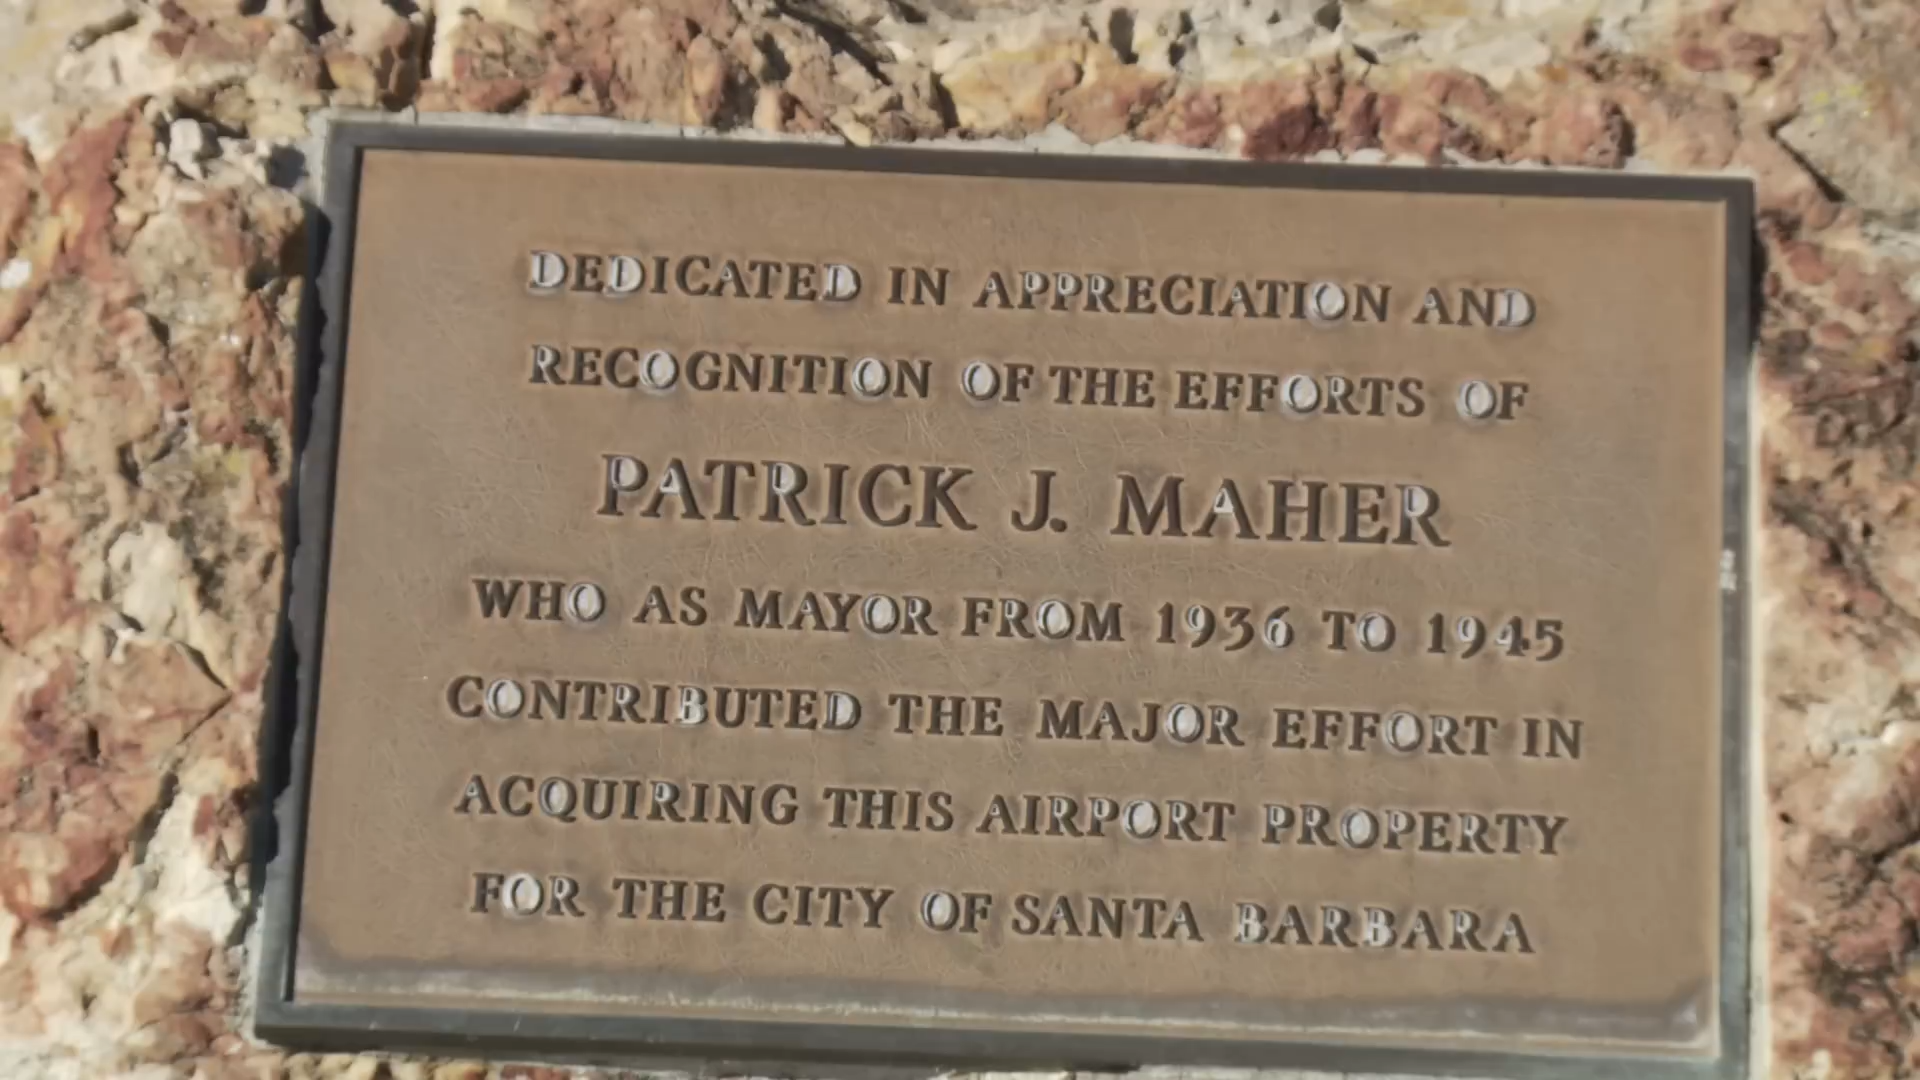 DEDICATED IN APPRECIATION AND
RECOGNITION OF THE EFFORTS OF
PATRICK J. MAHER
WHO AS MAYOR FROM 1936 TO 1945
CONTRIBUTED THE MAJOR EFFORT IN
ACQUIRING THIS AIRPORT PROPERTY
FOR THE CITY OF SANTA BARBARA